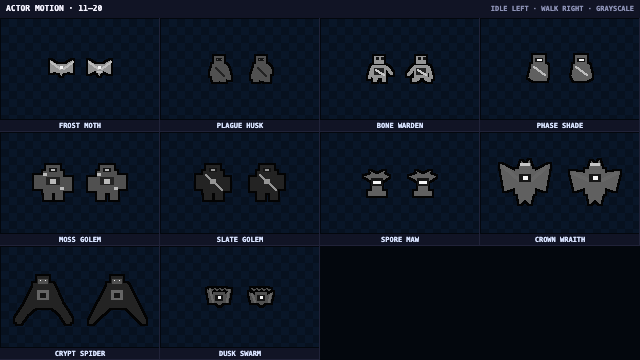 ACTOR MOTION · 11–20
IDLE LEFT · WALK RIGHT · GRAYSCALE
FROST MOTH
PLAGUE HUSK
BONE WARDEN
PHASE SHADE
MOSS GOLEM
SLATE GOLEM
SPORE MAW
CROWN WRAITH
CRYPT SPIDER
DUSK SWARM